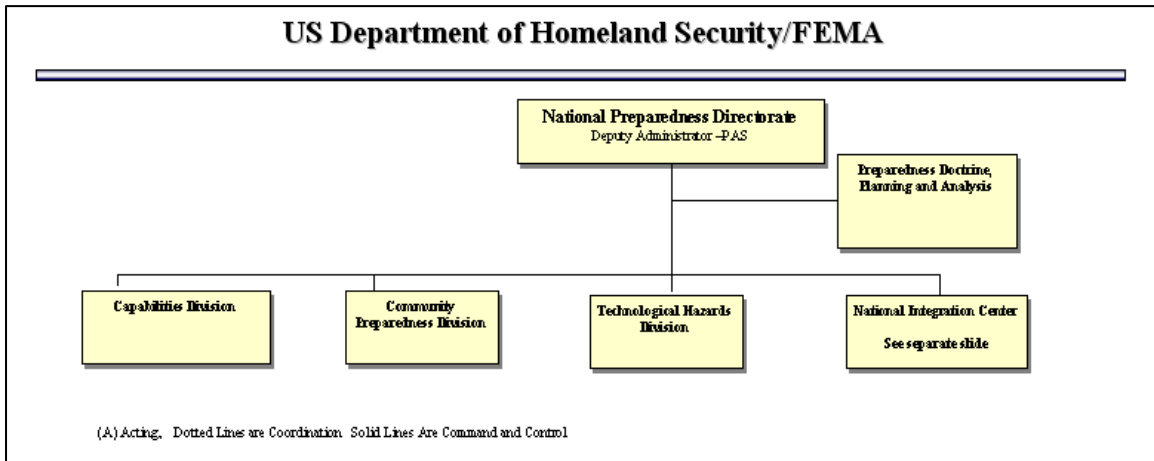 US Department of Homeland Security/FEMA
National Preparedness Directorate
Deputy Administrator –PAS
Preparedness Doctrine,
Planning and Analysis
Capabilities Division
Community
Preparedness Division
Technological Hazards
Division
National Integration Center
See separate slide
(A) Acting, Dotted Lines are Coordination Solid Lines Are Command and Control